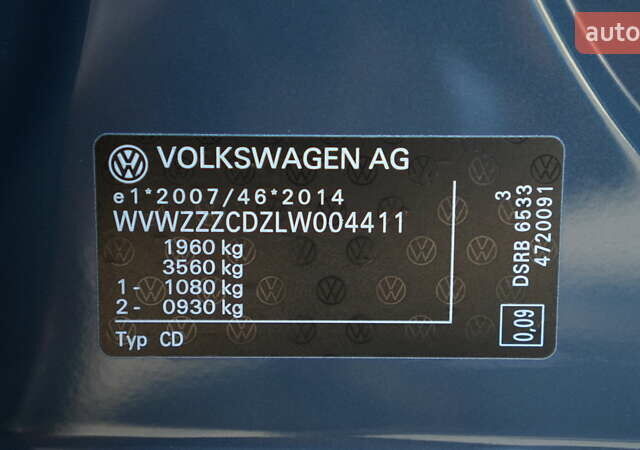 auto
VOLKSWAGEN AG
e1*2007/46*2014
WVWZZZCDZLW004411
1960 kg
3560 kg
1- 1080 kg
2- 0930 kg
Typ CD
3
DSRB 6533
4720091
0,09